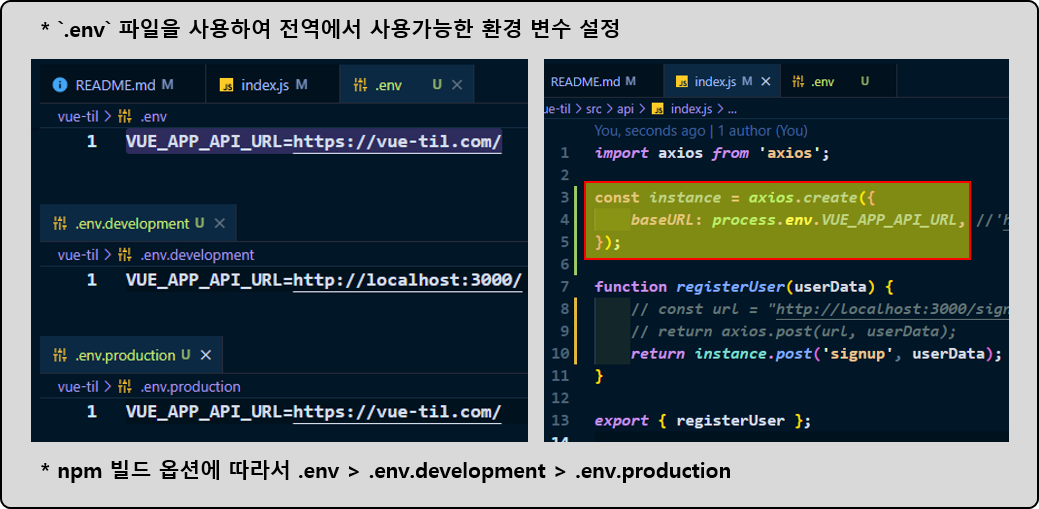 * `.env` 파일을 사용하여 전역에서 사용가능한 환경 변수 설정
README.md M index.js M .env U
vue-til > .env
1 VUE_APP_API_URL=https://vue-til.com/
.env.development U
vue-til > .env.development
1 VUE_APP_API_URL=http://localhost:3000/
.env.production U
vue-til > .env.production
1 VUE_APP_API_URL=https://vue-til.com/
README.md M JS index.js M .env U
ue-til > src > api > JS index.js > ...
You, seconds ago | 1 author (You)
1 import axios from 'axios';
2
3 const instance = axios.create({
4 baseURL: process.env.VUE_APP_API_URL, //'h
5 });
6
7 function registerUser(userData) {
8 // const url = "http://localhost:3000/sign
9 // return axios.post(url, userData);
10 return instance.post('signup', userData);
11 }
12
13 export { registerUser };
14
* npm 빌드 옵션에 따라서 .env > .env.development > .env.production